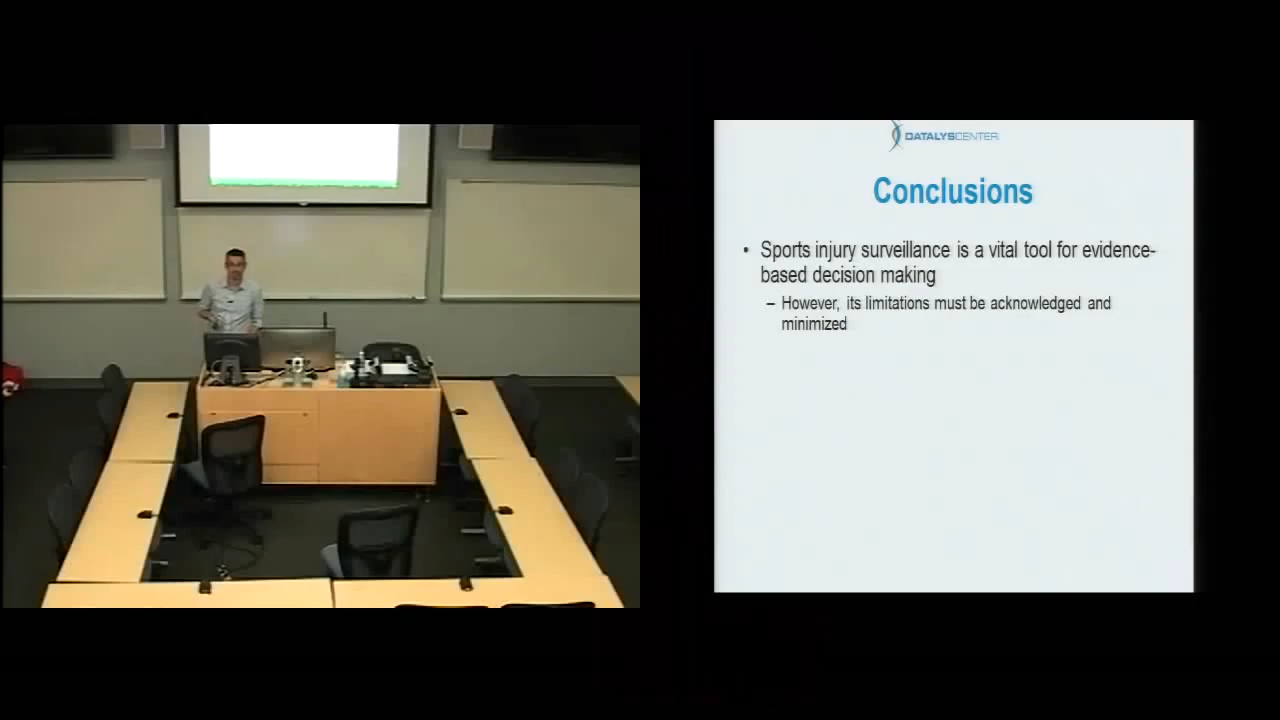 DATALYSCENTER
Conclusions
• Sports injury surveillance is a vital tool for evidence-
based decision making
– However, its limitations must be acknowledged and
minimized